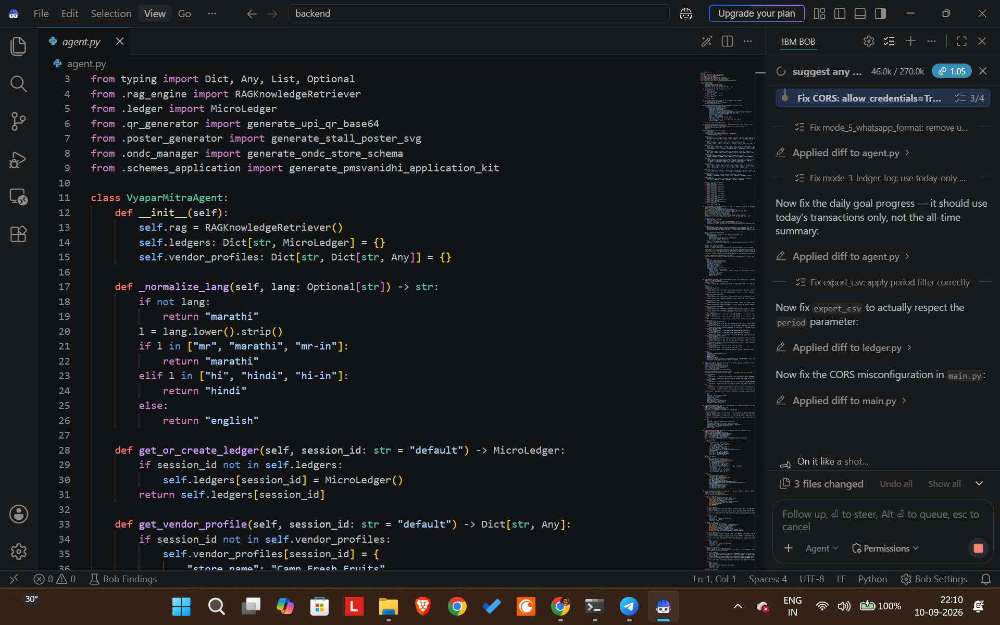 File Edit Selection View Go ···
backend
Upgrade your plan
agent.py
agent.py
3 from typing import Dict, Any, List, Optional
4 from .rag_engine import RAGKnowledgeRetriever
5 from .ledger import MicroLedger
6 from .qr_generator import generate_upi_qr_base64
7 from .poster_generator import generate_stall_poster_svg
8 from .ondc_manager import generate_ondc_store_schema
9 from .schemes_application import generate_pmsvanidhi_application_kit
10
11 class VyaparMitraAgent:
12 def __init__(self):
13 self.rag = RAGKnowledgeRetriever()
14 self.ledgers: Dict[str, MicroLedger] = {}
15 self.vendor_profiles: Dict[str, Dict[str, Any]] = {}
16
17 def _normalize_lang(self, lang: Optional[str]) -> str:
18 if not lang:
19 return "marathi"
20 l = lang.lower().strip()
21 if l in ["mr", "marathi", "mr-in"]:
22 return "marathi"
23 elif l in ["hi", "hindi", "hi-in"]:
24 return "hindi"
25 else:
26 return "english"
27
28 def get_or_create_ledger(self, session_id: str = "default") -> MicroLedger:
29 if session_id not in self.ledgers:
30 self.ledgers[session_id] = MicroLedger()
31 return self.ledgers[session_id]
32
33 def get_vendor_profile(self, session_id: str = "default") -> Dict[str, Any]:
34 if session_id not in self.vendor_profiles:
35 self.vendor_profiles[session_id] = {
36 "store_name": "Camp Fresh Fruits"
IBM BOB
suggest any ... 46.0k / 270.0k 1.05
Fix CORS: allow_credentials=Tr... 3/4
Fix mode_5_whatsapp_format: remove u...
Applied diff to agent.py
Fix mode_3_ledger_log: use today-only ...
Now fix the daily goal progress — it should use
today's transactions only, not the all-time
summary:
Applied diff to agent.py
Fix export_csv: apply period filter correctly
Now fix export_csv to actually respect the
period parameter:
Applied diff to ledger.py
Now fix the CORS misconfiguration in main.py:
Applied diff to main.py
On it like a shot...
3 files changed Undo all Show all
Follow up, ⏎ to steer, Alt ⏎ to queue, esc to
cancel
Agent Permissions
0 0 Bob Findings
Ln 1, Col 1 Spaces: 4 UTF-8 LF Python Bob Settings
30°
L
ENG
IN
100%
22:10
10-09-2026